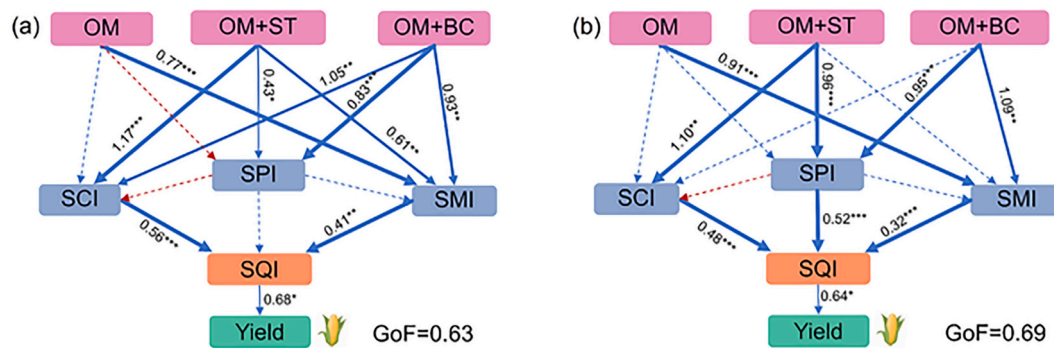 (a)
OM
OM+ST
OM+BC
0.77***
0.43*
1.05**
0.83***
0.93**
1.17***
0.61**
SPI
SCI
SMI
0.56***
0.41**
SQI
0.68*
Yield
GoF=0.63
(b)
OM
OM+ST
OM+BC
0.91***
0.96***
0.95***
1.09**
1.10**
SPI
SCI
SMI
0.52***
0.48***
0.32***
SQI
0.64*
Yield
GoF=0.69